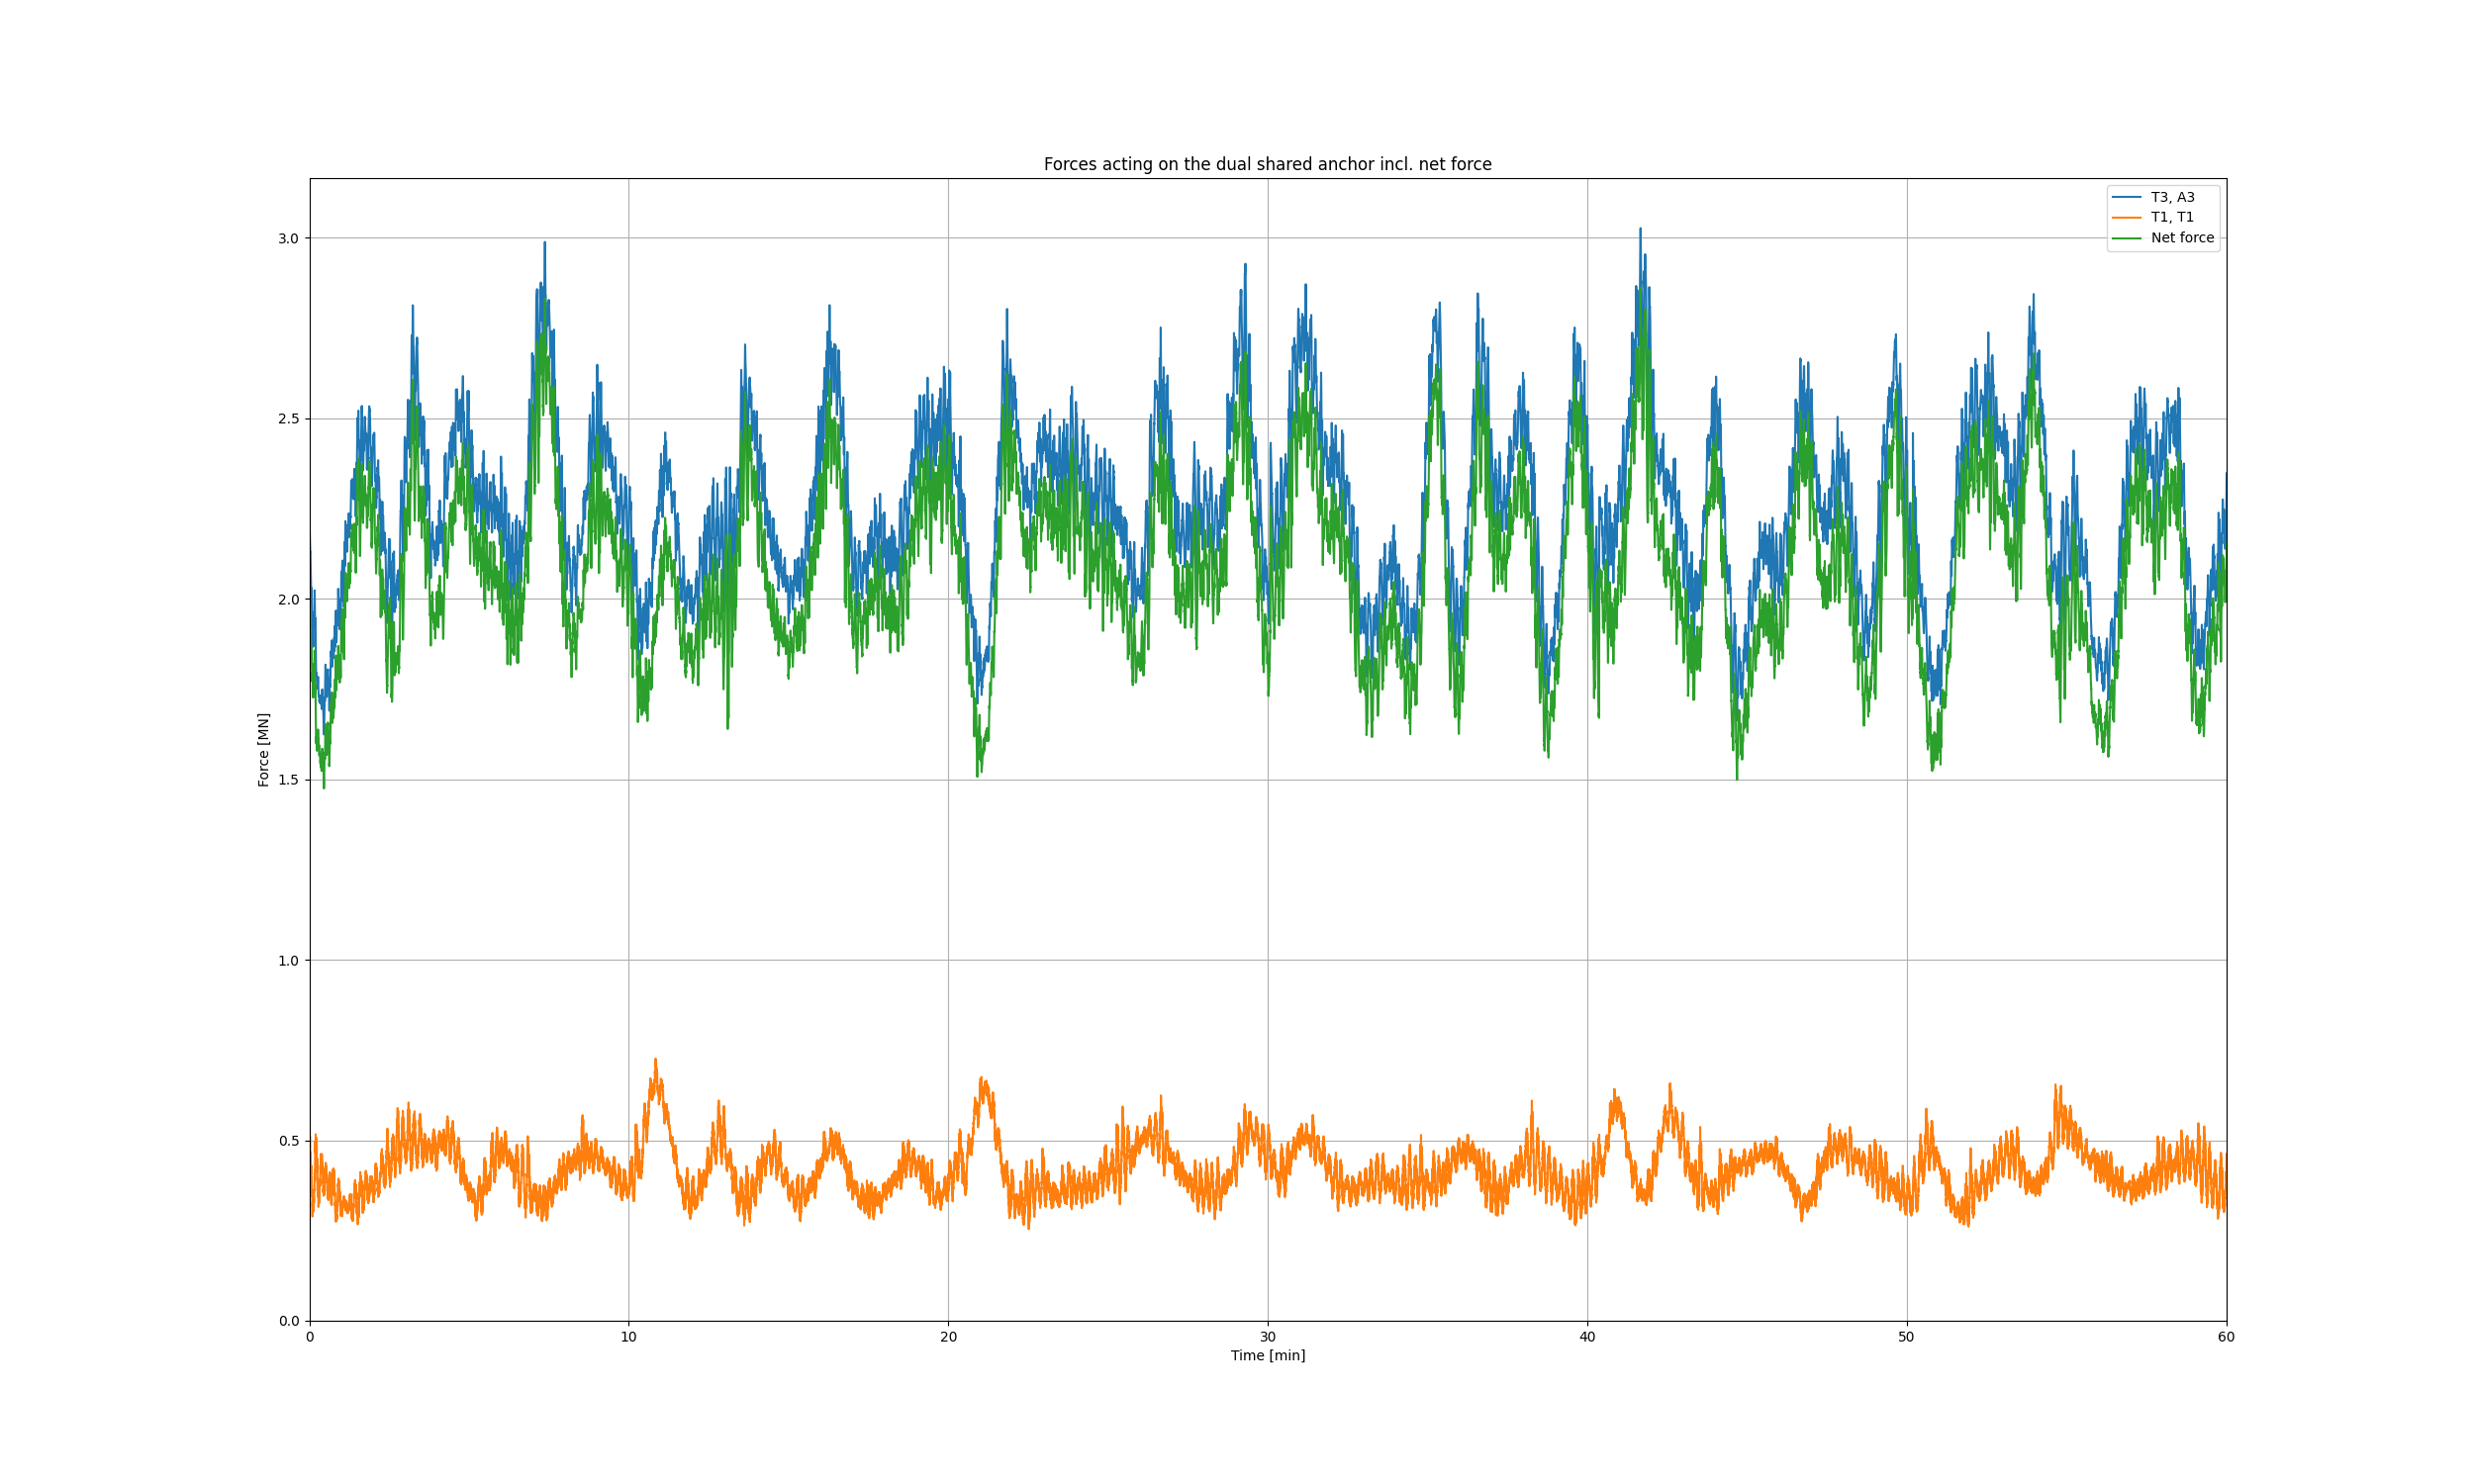 Forces acting on the dual shared anchor incl. net force
T3, A3
T1, T1
Net force
3.0
2.5
2.0
1.5
1.0
0.5
0.0
Force [MN]
0 10 20 30 40 50 60
Time [min]